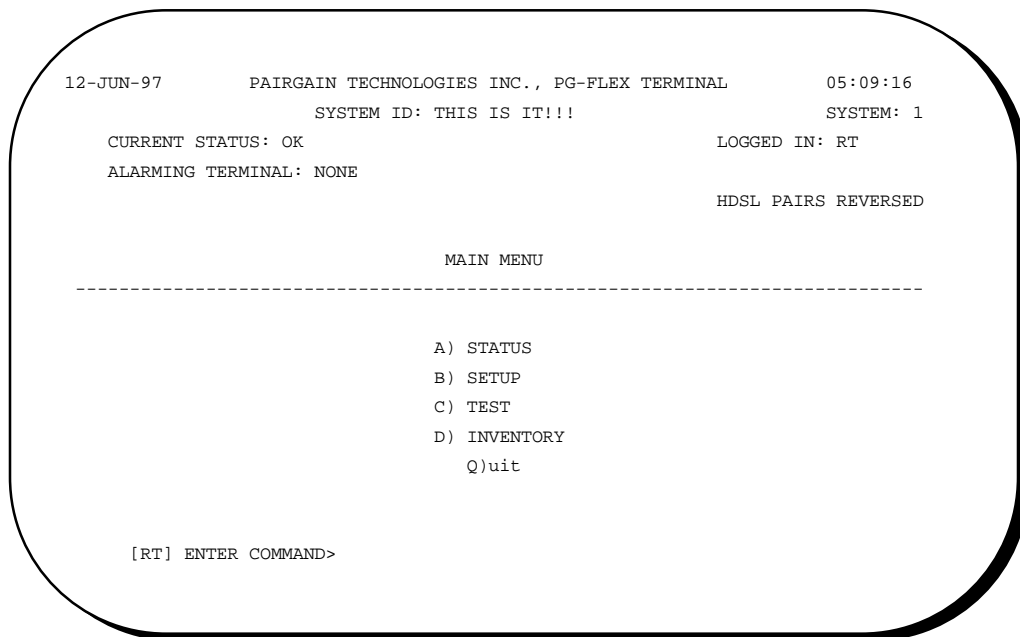 12-JUN-97 PAIRGAIN TECHNOLOGIES INC., PG-FLEX TERMINAL 05:09:16
SYSTEM ID: THIS IS IT!!! SYSTEM: 1
CURRENT STATUS: OK LOGGED IN: RT
ALARMING TERMINAL: NONE
HDSL PAIRS REVERSED
MAIN MENU
------------------------------------------------------------------------------
A) STATUS
B) SETUP
C) TEST
D) INVENTORY
Q)uit
[RT] ENTER COMMAND>